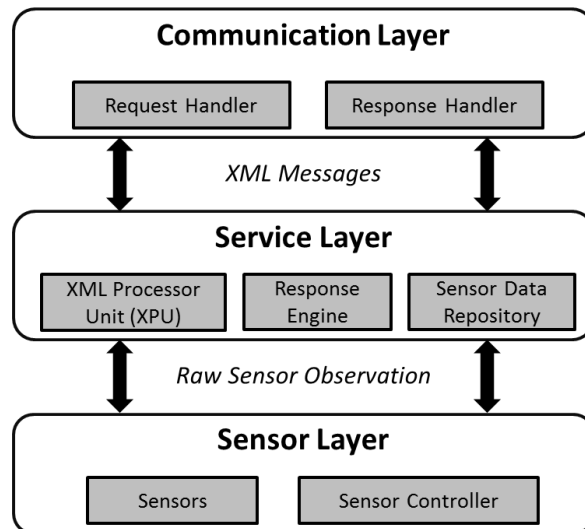 Communication Layer
Request Handler
Response Handler
XML Messages
Service Layer
XML Processor
Unit (XPU)
Response
Engine
Sensor Data
Repository
Raw Sensor Observation
Sensor Layer
Sensors
Sensor Controller